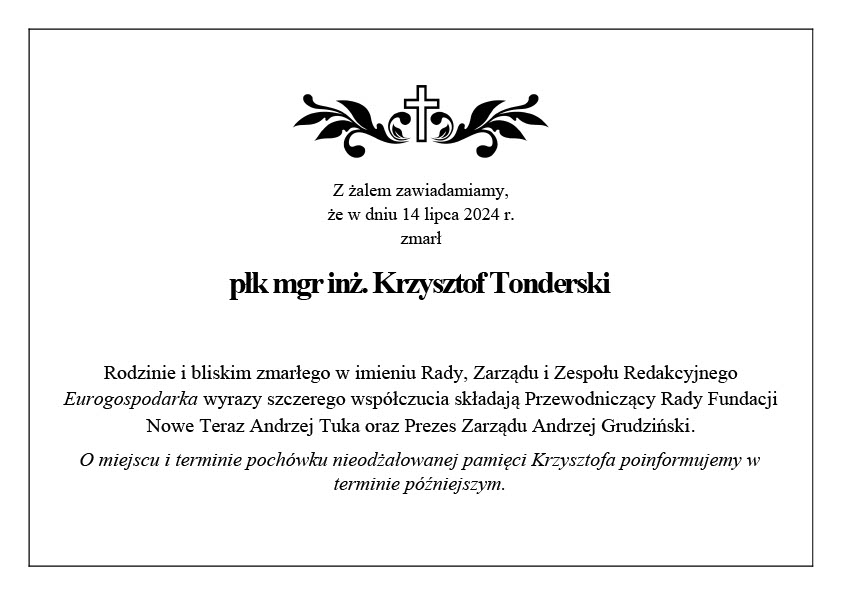 Z żalem zawiadamiamy,
że w dniu 14 lipca 2024 r.
zmarł
płk mgr inż. Krzysztof Tonderski
Rodzinie i bliskim zmarłego w imieniu Rady, Zarządu i Zespołu Redakcyjnego
Eurogospodarka wyrazy szczerego współczucia składają Przewodniczący Rady Fundacji
Nowe Teraz Andrzej Tuka oraz Prezes Zarządu Andrzej Grudziński.
O miejscu i terminie pochówku nieodżałowanej pamięci Krzysztofa poinformujemy w
terminie późniejszym.